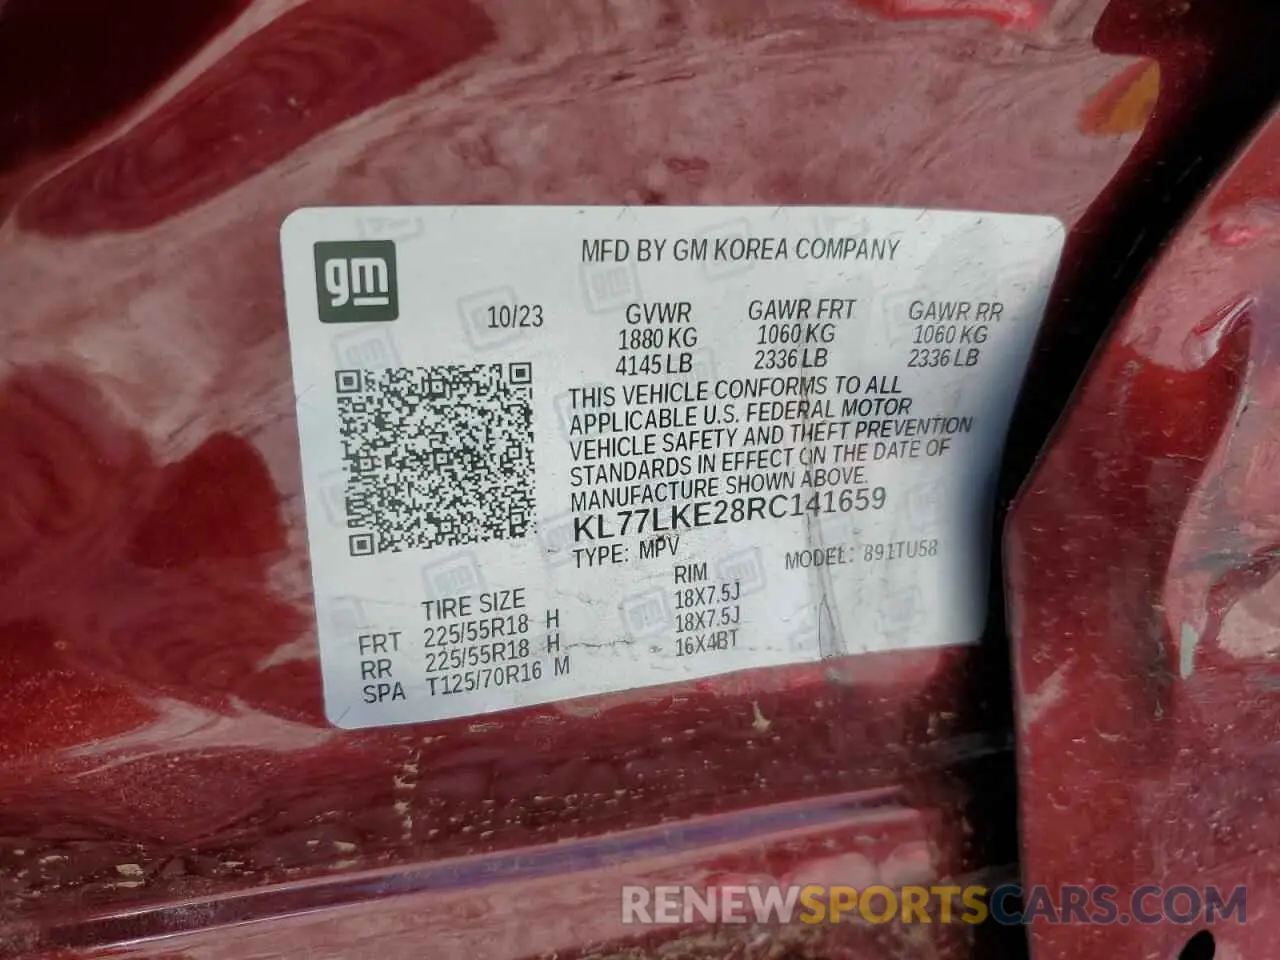 gm
MFD BY GM KOREA COMPANY
10/23
GVWR GAWR FRT GAWR RR
1880 KG 1060 KG 1060 KG
4145 LB 2336 LB 2336 LB
THIS VEHICLE CONFORMS TO ALL
APPLICABLE U.S. FEDERAL MOTOR
VEHICLE SAFETY AND THEFT PREVENTION
STANDARDS IN EFFECT ON THE DATE OF
MANUFACTURE SHOWN ABOVE.
KL77LKE28RC141659
TYPE: MPV MODEL: 891TU58
TIRE SIZE RIM
FRT 225/55R18 H 18X7.5J
RR 225/55R18 H 18X7.5J
SPA T125/70R16 M 16X4BT
RENEWSPORTSCARS.COM